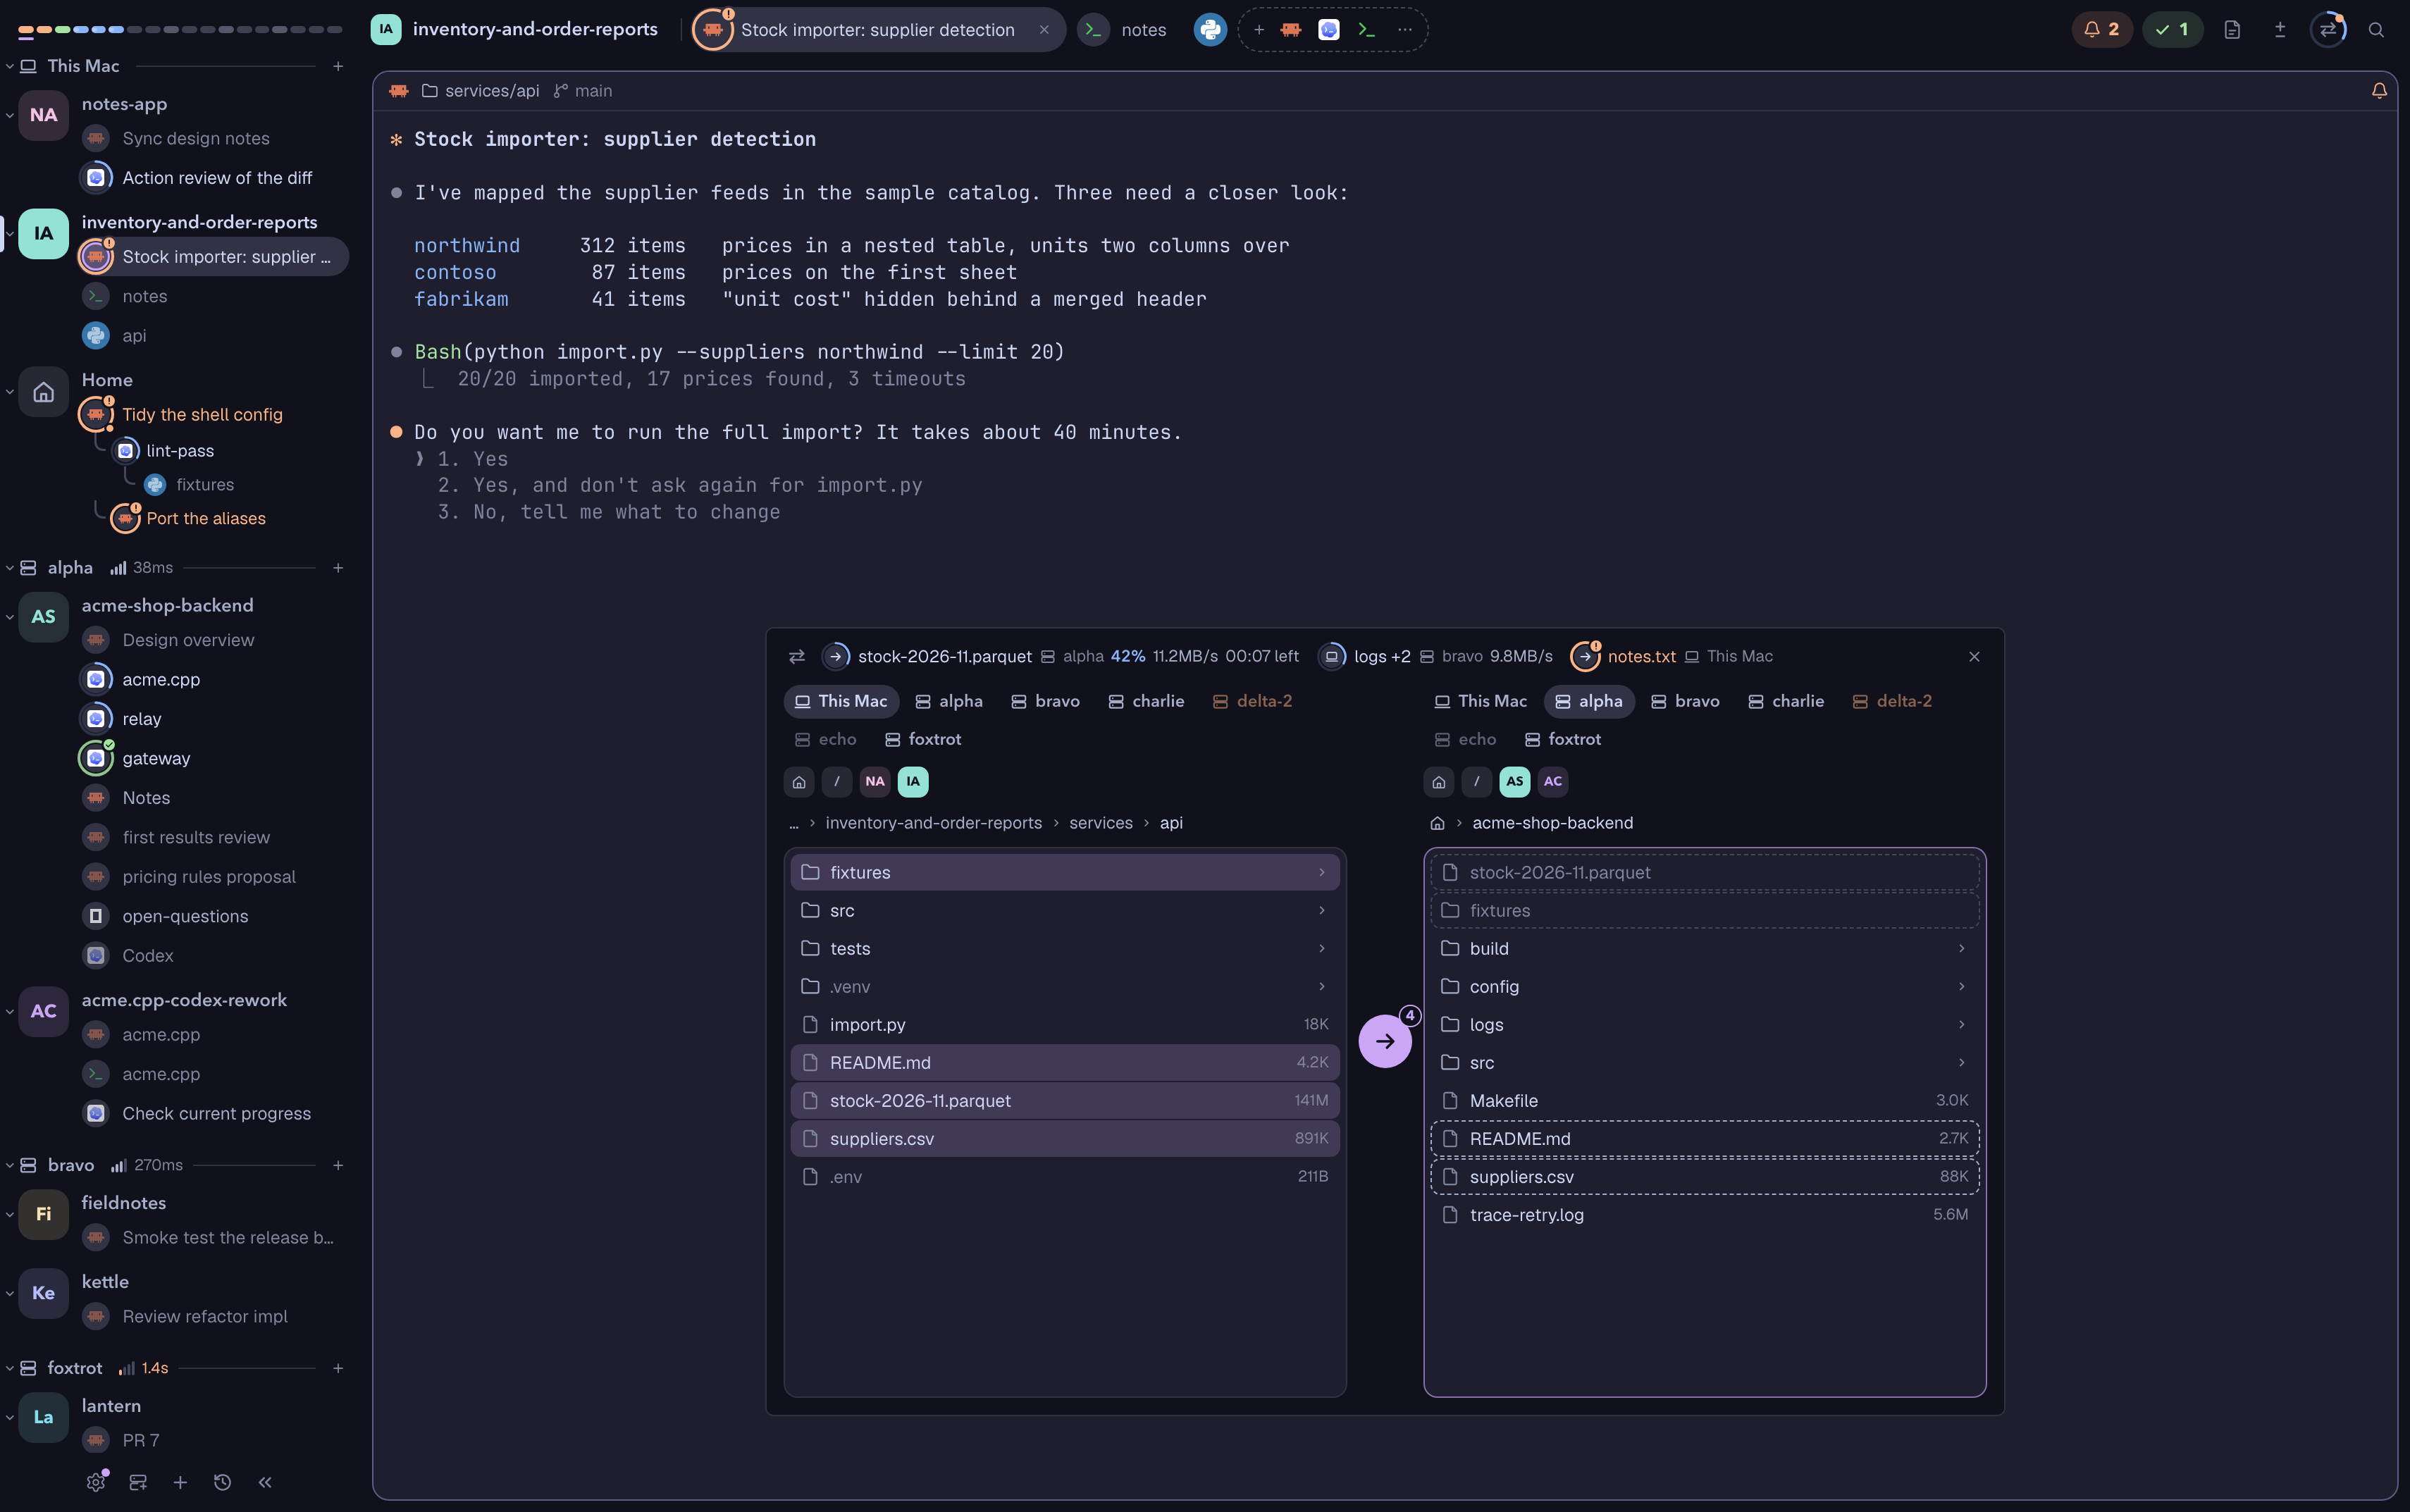 This Mac
NA
notes-app
Sync design notes
Action review of the diff
IA
inventory-and-order-reports
Stock importer: supplier ...
notes
api
Home
Tidy the shell config
lint-pass
fixtures
Port the aliases
alpha 38ms
AS
acme-shop-backend
Design overview
acme.cpp
relay
gateway
Notes
first results review
pricing rules proposal
open-questions
Codex
AC
acme.cpp-codex-rework
acme.cpp
acme.cpp
Check current progress
bravo 270ms
Fi
fieldnotes
Smoke test the release b...
Ke
kettle
Review refactor impl
foxtrot 1.4s
La
lantern
PR 7
IA inventory-and-order-reports Stock importer: supplier detection × notes + ... 2 1
services/api main
✻ Stock importer: supplier detection
● I've mapped the supplier feeds in the sample catalog. Three need a closer look:
northwind 312 items prices in a nested table, units two columns over
contoso 87 items prices on the first sheet
fabrikam 41 items "unit cost" hidden behind a merged header
● Bash(python import.py --suppliers northwind --limit 20)
⎿ 20/20 imported, 17 prices found, 3 timeouts
● Do you want me to run the full import? It takes about 40 minutes.
❯ 1. Yes
2. Yes, and don't ask again for import.py
3. No, tell me what to change
stock-2026-11.parquet alpha 42% 11.2MB/s 00:07 left logs +2 bravo 9.8MB/s notes.txt This Mac
This Mac alpha bravo charlie delta-2
echo foxtrot
/ NA IA
... › inventory-and-order-reports › services › api
fixtures
src
tests
.venv
import.py 18K
README.md 4.2K
stock-2026-11.parquet 141M
suppliers.csv 891K
.env 211B
4
This Mac alpha bravo charlie delta-2
echo foxtrot
/ AS AC
› acme-shop-backend
stock-2026-11.parquet
fixtures
build
config
logs
src
Makefile 3.0K
README.md 2.7K
suppliers.csv 88K
trace-retry.log 5.6M